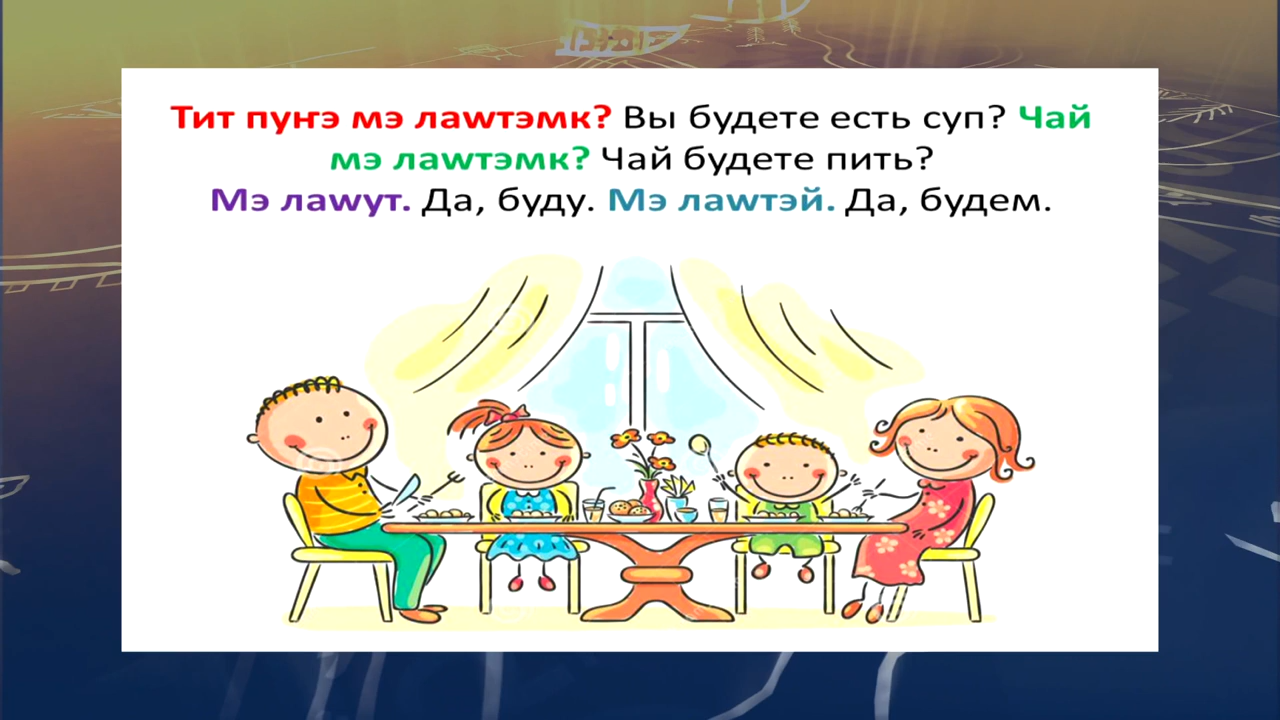 Тит пуӈэ мэ лаwтэмк? Вы будете есть суп? Чай
мэ лаwтэмк? Чай будете пить?
Мэ лаwут. Да, буду. Мэ лаwтэй. Да, будем.